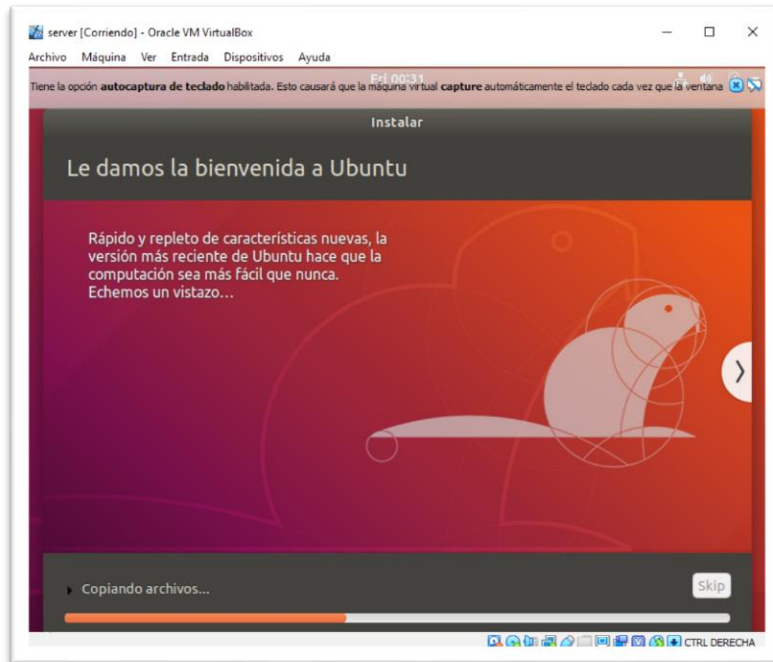 server [Corriendo] - Oracle VM VirtualBox
Archivo Máquina Ver Entrada Dispositivos Ayuda
Fri 00:31
Tiene la opción autocaptura de teclado habilitada. Esto causará que la máquina virtual capture automáticamente el teclado cada vez que la ventana
Instalar
Le damos la bienvenida a Ubuntu
Rápido y repleto de características nuevas, la
versión más reciente de Ubuntu hace que la
computación sea más fácil que nunca.
Echemos un vistazo...
Copiando archivos...
Skip
CTRL DERECHA